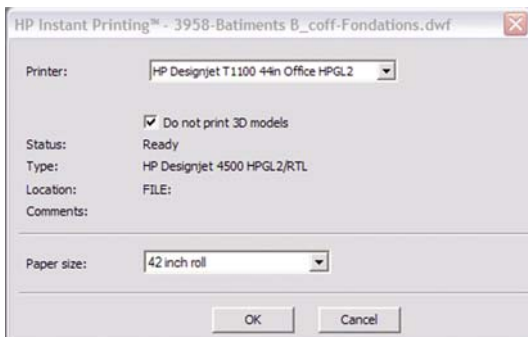 HP Instant Printing™ - 3958-Batiments B_coff-Fondations.dwf
Printer: HP Designjet T1100 44in Office HPGL2
Do not print 3D models
Status: Ready
Type: HP Designjet 4500 HPGL2/RTL
Location: FILE:
Comments:
Paper size: 42 inch roll
OK Cancel